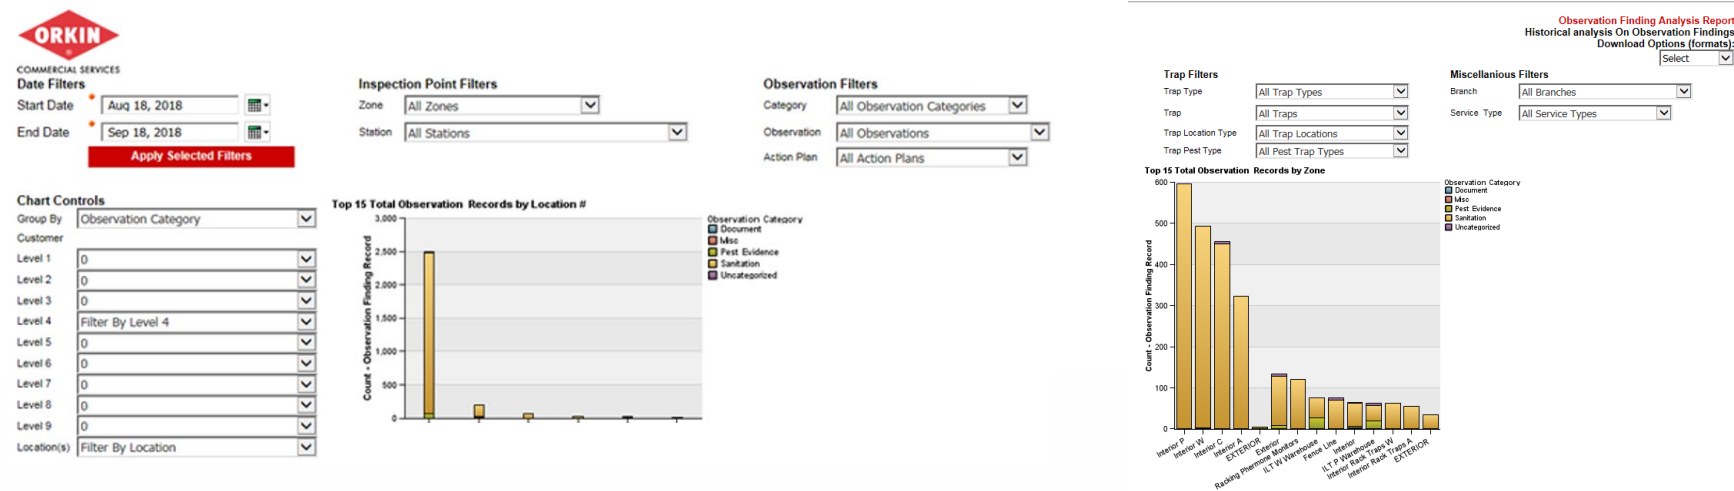 ORKIN
COMMERCIAL SERVICES
Date Filters
Start Date * Aug 18, 2018
End Date * Sep 18, 2018
Apply Selected Filters
Inspection Point Filters
Zone All Zones
Station All Stations
Observation Filters
Category All Observation Categories
Observation All Observations
Action Plan All Action Plans
Chart Controls
Group By Observation Category
Customer
Level 1 0
Level 2 0
Level 3 0
Level 4 Filter By Level 4
Level 5 0
Level 6 0
Level 7 0
Level 8 0
Level 9 0
Location(s) Filter By Location
Top 15 Total Observation Records by Location #
Count - Observation Finding Record
3,000
2,500
2,000
1,500
1,000
500
0
Observation Category
Document
Misc
Pest Evidence
Sanitation
Uncategorized
Observation Finding Analysis Report
Historical analysis On Observation Findings
Download Options (formats):
Select
Trap Filters
Trap Type All Trap Types
Trap All Traps
Trap Location Type All Trap Locations
Trap Pest Type All Pest Trap Types
Miscellanious Filters
Branch All Branches
Service Type All Service Types
Top 15 Total Observation Records by Zone
Count - Observation Finding Record
600
500
400
300
200
100
0
Interior P
Interior W
Interior C
Interior A
EXTERIOR
Exterior
Racking Phermone Monitors
ILT W Warehouse
Fence Line
Interior
ILT P Warehouse
Interior Rack Traps W
Interior Rack Traps A
EXTERIOR
Observation Category
Document
Misc
Pest Evidence
Sanitation
Uncategorized